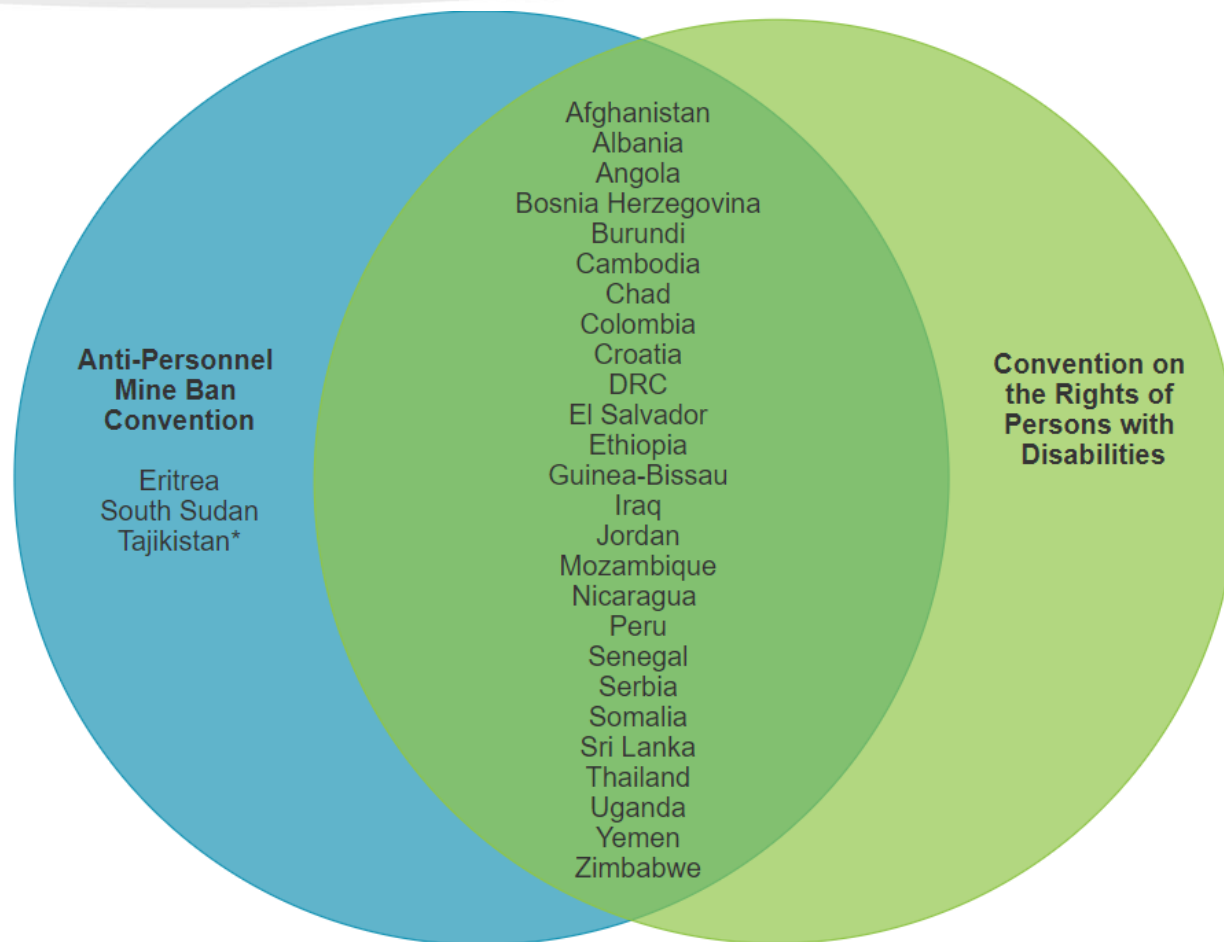 Anti-Personnel
Mine Ban
Convention
Eritrea
South Sudan
Tajikistan*
Afghanistan
Albania
Angola
Bosnia Herzegovina
Burundi
Cambodia
Chad
Colombia
Croatia
DRC
El Salvador
Ethiopia
Guinea-Bissau
Iraq
Jordan
Mozambique
Nicaragua
Peru
Senegal
Serbia
Somalia
Sri Lanka
Thailand
Uganda
Yemen
Zimbabwe
Convention on
the Rights of
Persons with
Disabilities